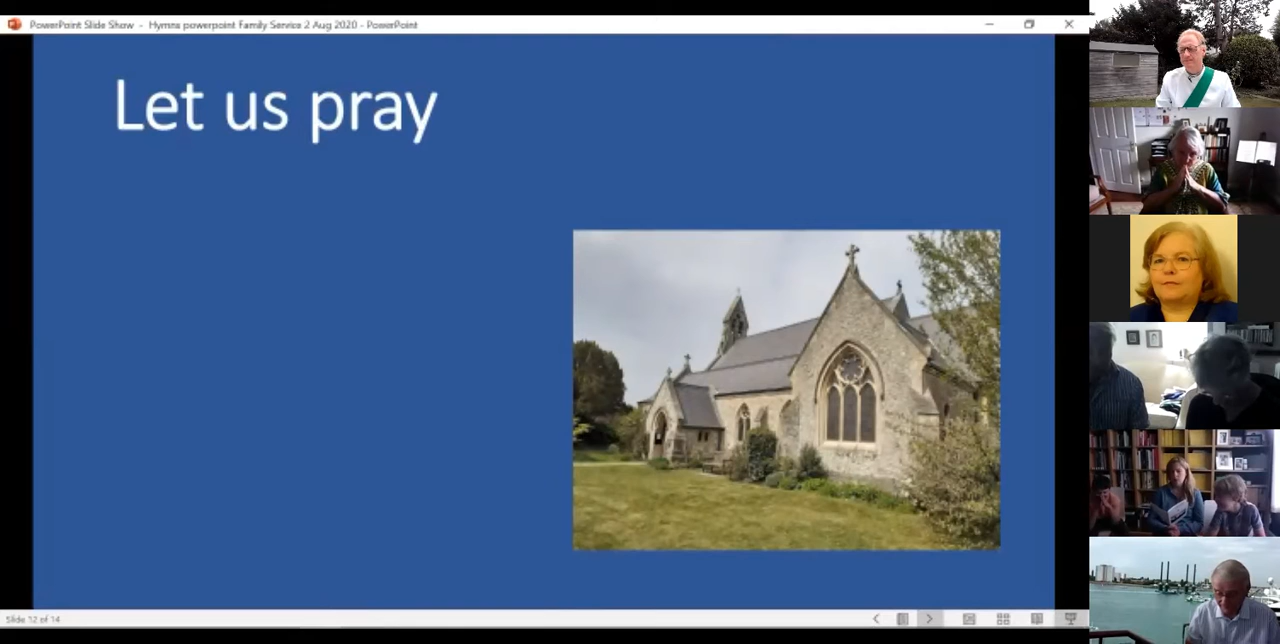 PowerPoint Slide Show - Hymns powerpoint Family Service 2 Aug 2020 - PowerPoint
Let us pray
Slide 12 of 14